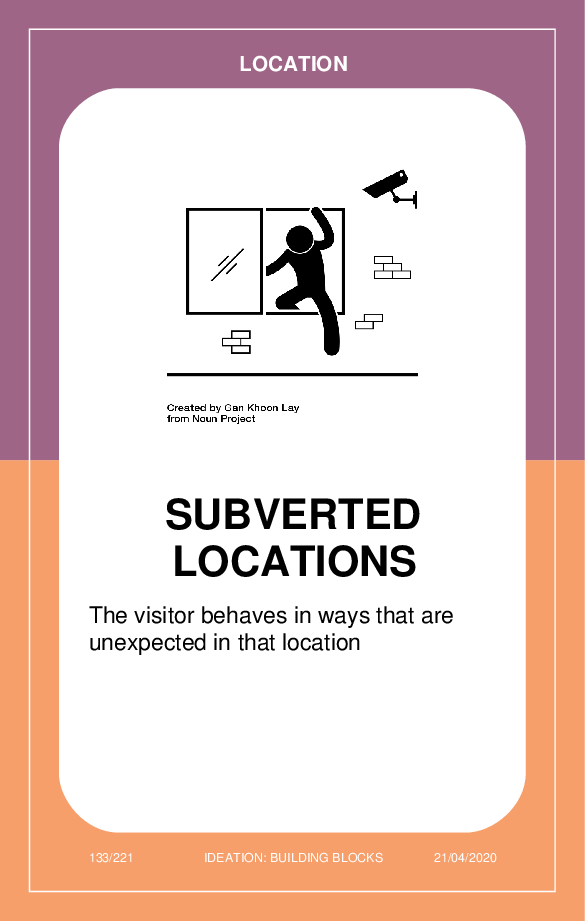 LOCATION
Created by Gan Khoon Lay
from Noun Project
SUBVERTED
LOCATIONS
The visitor behaves in ways that are
unexpected in that location
133/221 IDEATION: BUILDING BLOCKS 21/04/2020